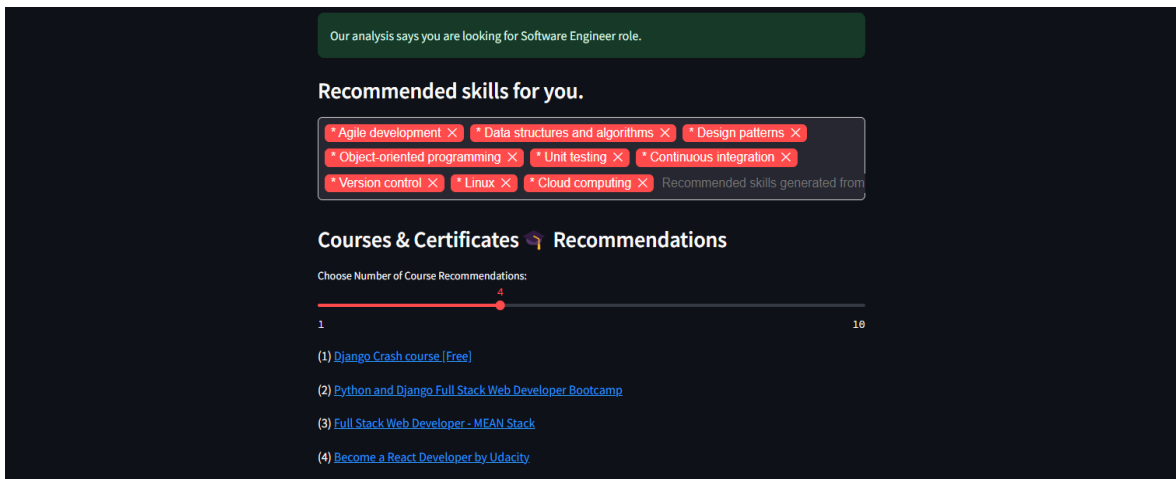 Our analysis says you are looking for Software Engineer role.
Recommended skills for you.
* Agile development × * Data structures and algorithms × * Design patterns ×
* Object-oriented programming × * Unit testing × * Continuous integration ×
* Version control × * Linux × * Cloud computing × Recommended skills generated from
Courses & Certificates 🎓 Recommendations
Choose Number of Course Recommendations:
4
1 10
(1) Django Crash course [Free]
(2) Python and Django Full Stack Web Developer Bootcamp
(3) Full Stack Web Developer - MEAN Stack
(4) Become a React Developer by Udacity